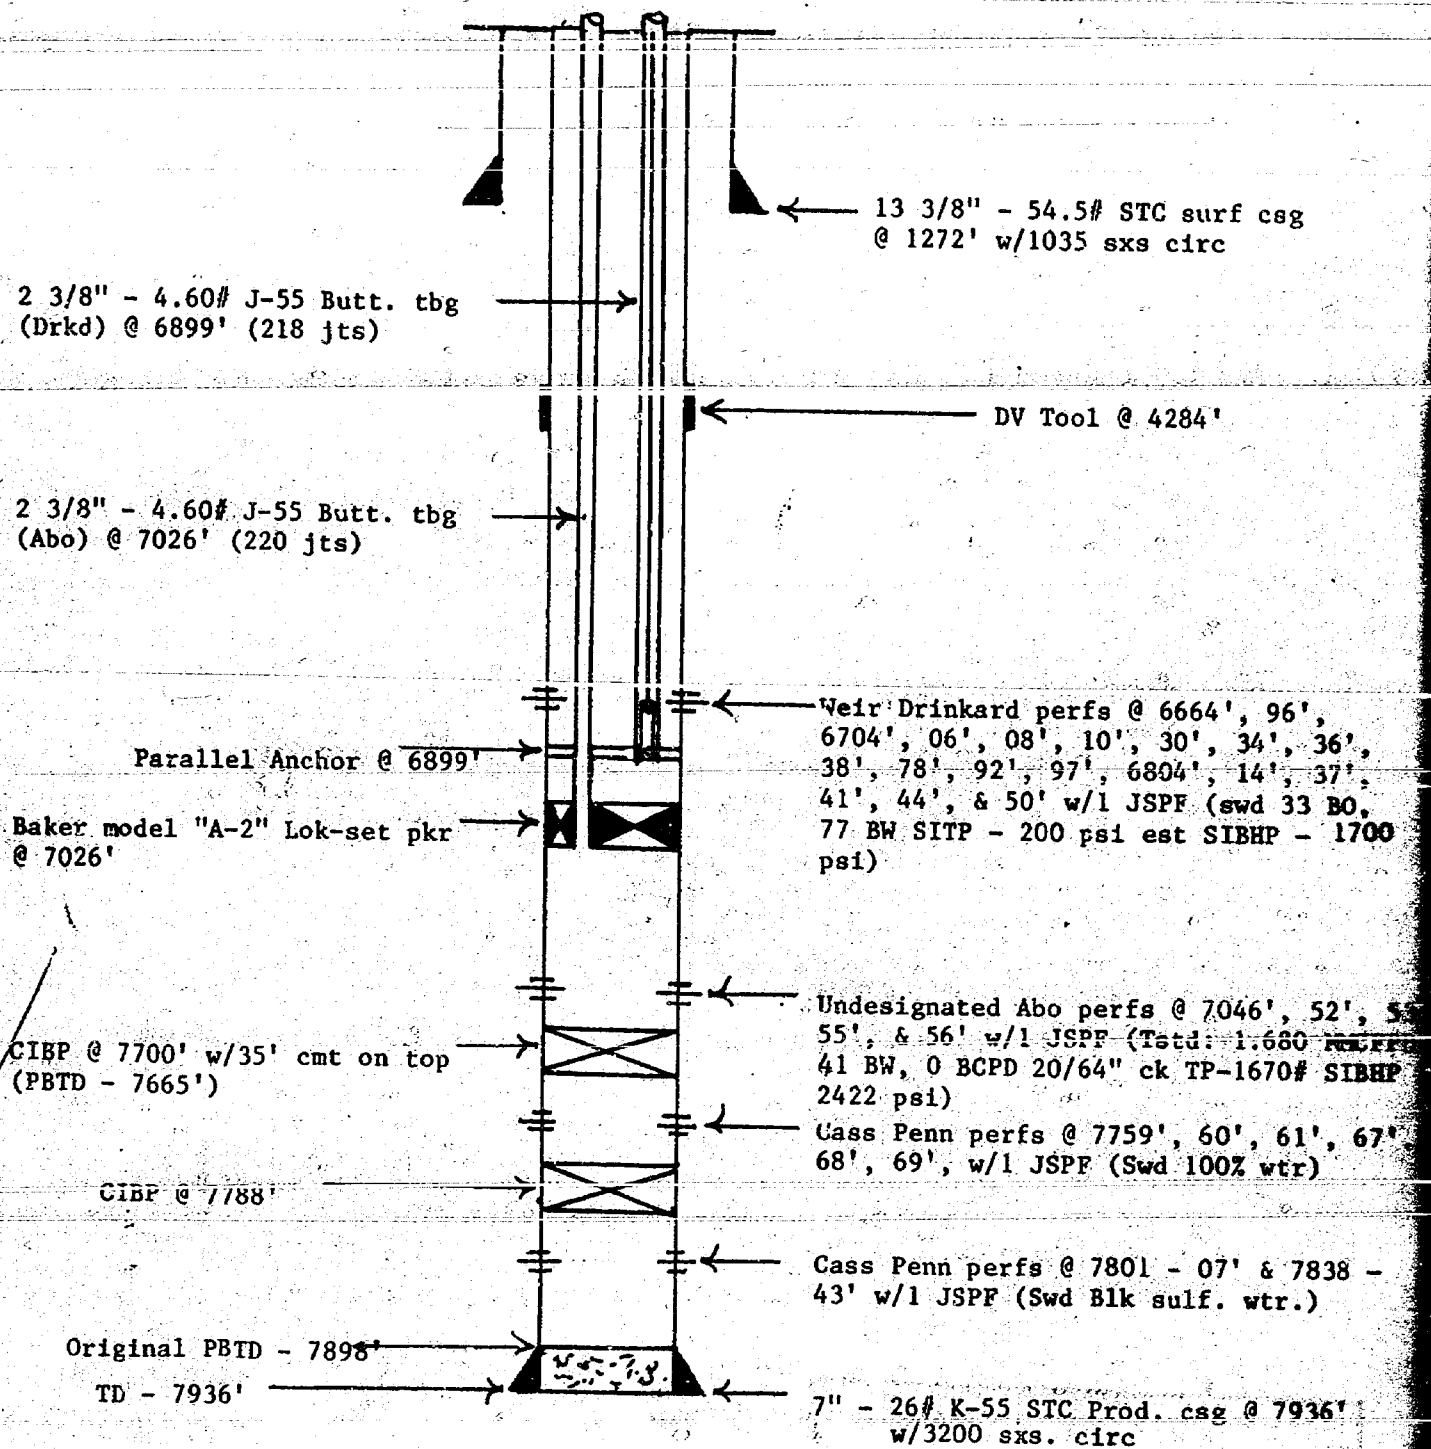 13 3/8" - 54.5# STC surf csg
@ 1272' w/1035 sxs circ
2 3/8" - 4.60# J-55 Butt. tbg
(Drkd) @ 6899' (218 jts)
DV Tool @ 4284'
2 3/8" - 4.60# J-55 Butt. tbg
(Abo) @ 7026' (220 jts)
Weir Drinkard perfs @ 6664', 96',
6704', 06', 08', 10', 30', 34', 36',
38', 78', 92', 97', 6804', 14', 37',
41', 44', & 50' w/1 JSPF (swd 33 BO,
77 BW SITP - 200 psi est SIBHP - 1700
psi)
Parallel Anchor @ 6899'
Baker model "A-2" Lok-set pkr
@ 7026'
Undesignated Abo perfs @ 7046', 52',
55', & 56' w/1 JSPF (Tstd: 1.680
41 BW, 0 BCPD 20/64" ck TP-1670# SIBHP
2422 psi)
CIBP @ 7700' w/35' cmt on top
(PBTD - 7665')
Cass Penn perfs @ 7759', 60', 61', 67',
68', 69', w/1 JSPF (Swd 100% wtr)
CIBP @ 7788'
Cass Penn perfs @ 7801 - 07' & 7838 -
43' w/1 JSPF (Swd Blk sulf. wtr.)
Original PBTD - 7898'
TD - 7936'
7" - 26# K-55 STC Prod. csg @ 7936'
w/3200 sxs. circ